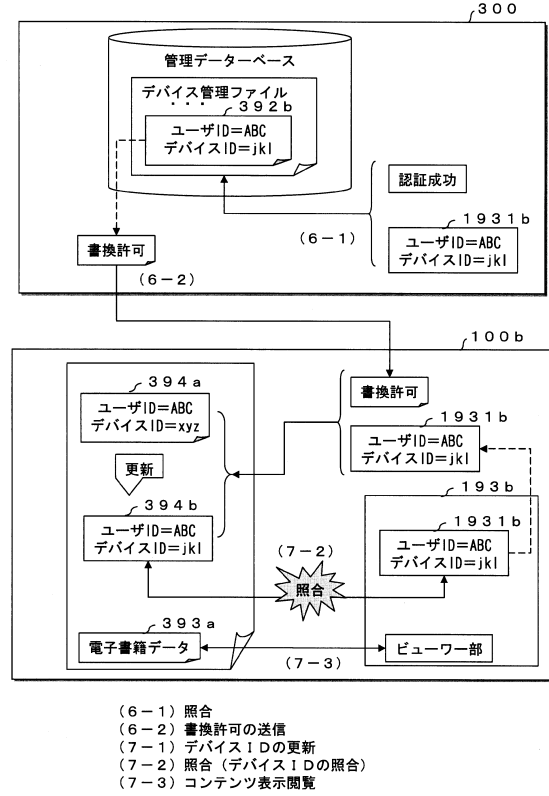 300
管理データーベース
デバイス管理ファイル
・・・
392b
ユーザID=ABC
デバイスID=jkl
認証成功
(6-1)
1931b
ユーザID=ABC
デバイスID=jkl
書換許可
(6-2)
100b
394a
ユーザID=ABC
デバイスID=xyz
書換許可
1931b
ユーザID=ABC
デバイスID=jkl
更新
193b
394b
ユーザID=ABC
デバイスID=jkl
1931b
ユーザID=ABC
デバイスID=jkl
(7-2)
照合
393a
電子書籍データ
ビューワー部
(7-3)
(6-1)照合
(6-2)書換許可の送信
(7-1)デバイスIDの更新
(7-2)照合(デバイスIDの照合)
(7-3)コンテンツ表示閲覧